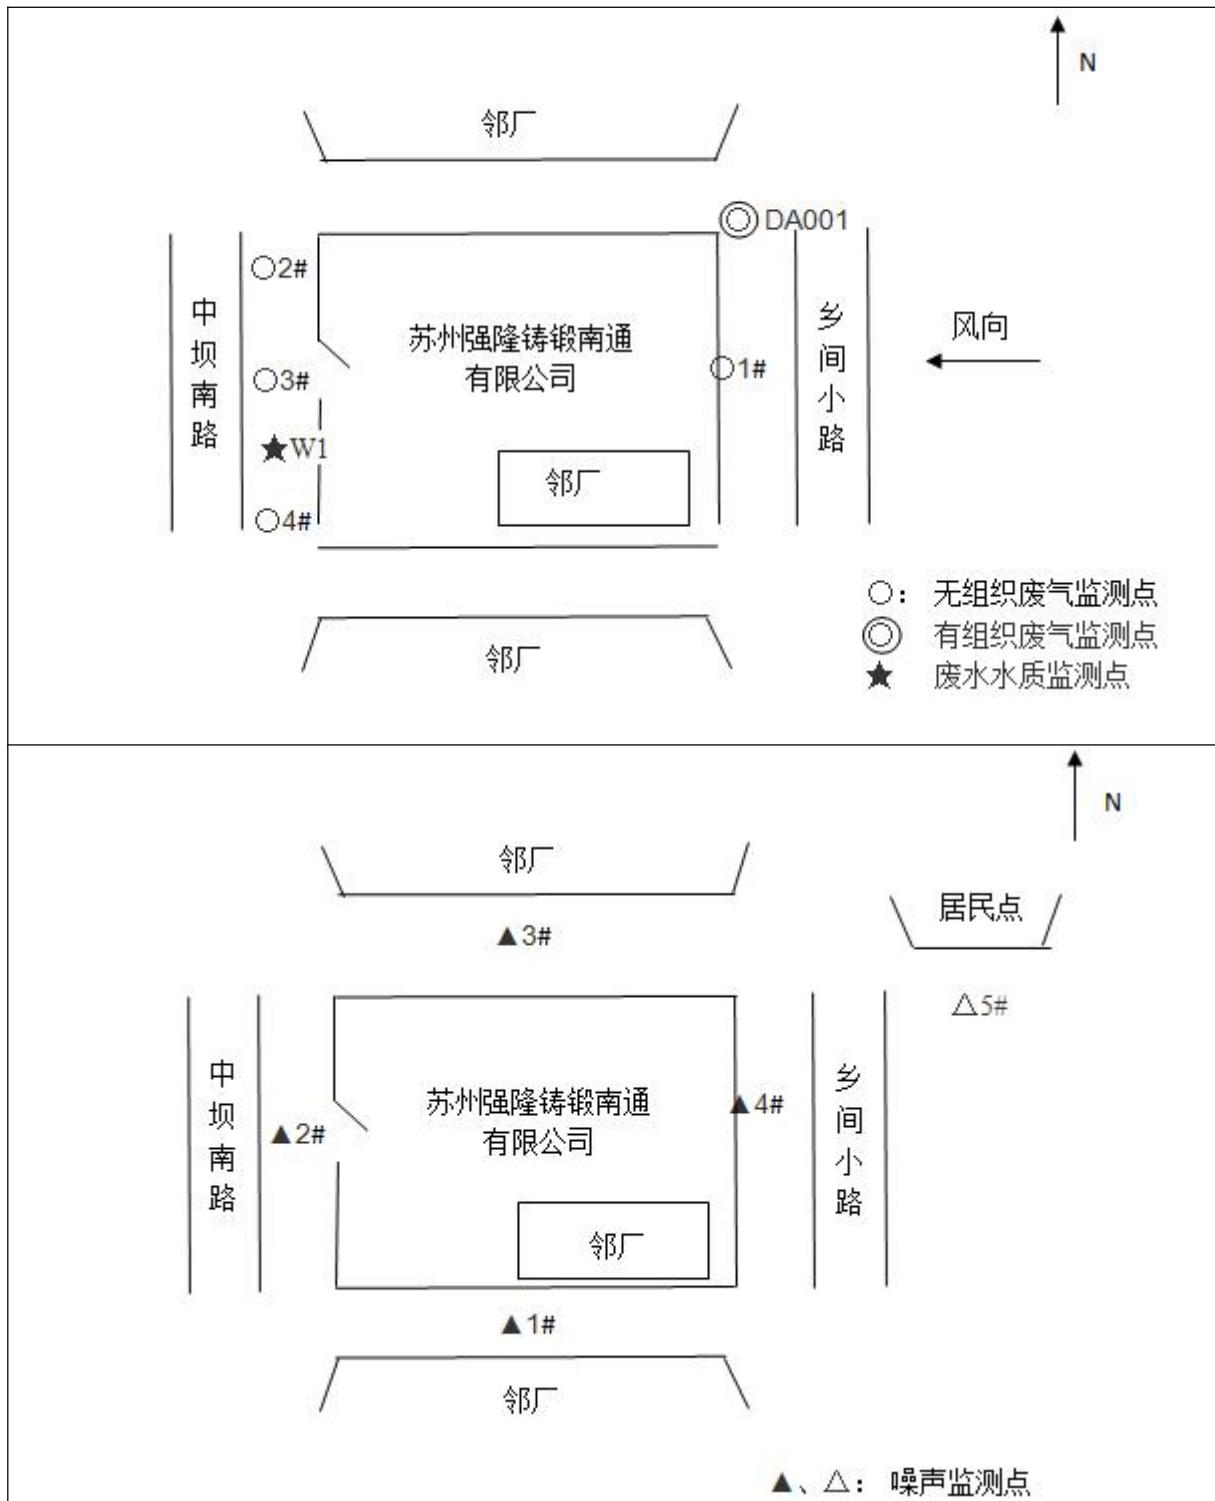 N
邻厂
DA001
2#
中坝南路
苏州强隆铸锻南通
有限公司
乡间小路
风向
3#
1#
W1
邻厂
4#
○： 无组织废气监测点
◎ 有组织废气监测点
★ 废水水质监测点
邻厂
N
邻厂
居民点
▲3#
△5#
中坝南路
苏州强隆铸锻南通
有限公司
乡间小路
▲4#
▲2#
邻厂
▲1#
邻厂
▲、△： 噪声监测点